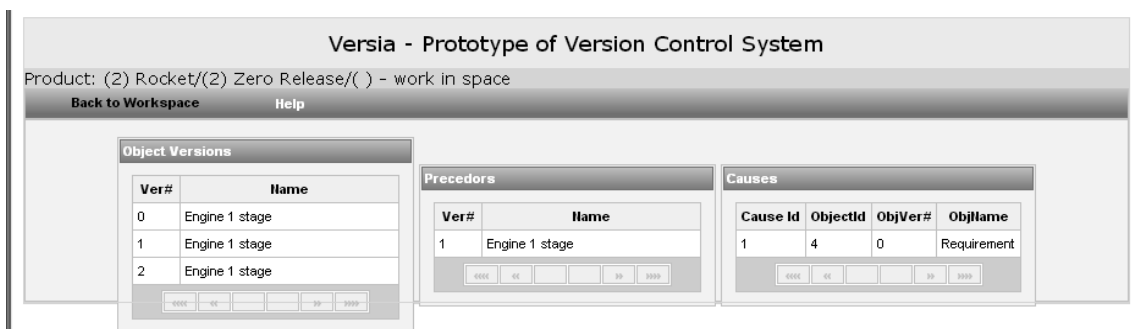 Versia - Prototype of Version Control System
Product: (2) Rocket/(2) Zero Release/( ) - work in space
Back to Workspace Help
Object Versions
Ver# Name
0 Engine 1 stage
1 Engine 1 stage
2 Engine 1 stage
«««« «« »» »»»»
Precedors
Ver# Name
1 Engine 1 stage
«««« «« »» »»»»
Causes
Cause Id ObjectId ObjVer# ObjName
1 4 0 Requirement
«««« «« »» »»»»